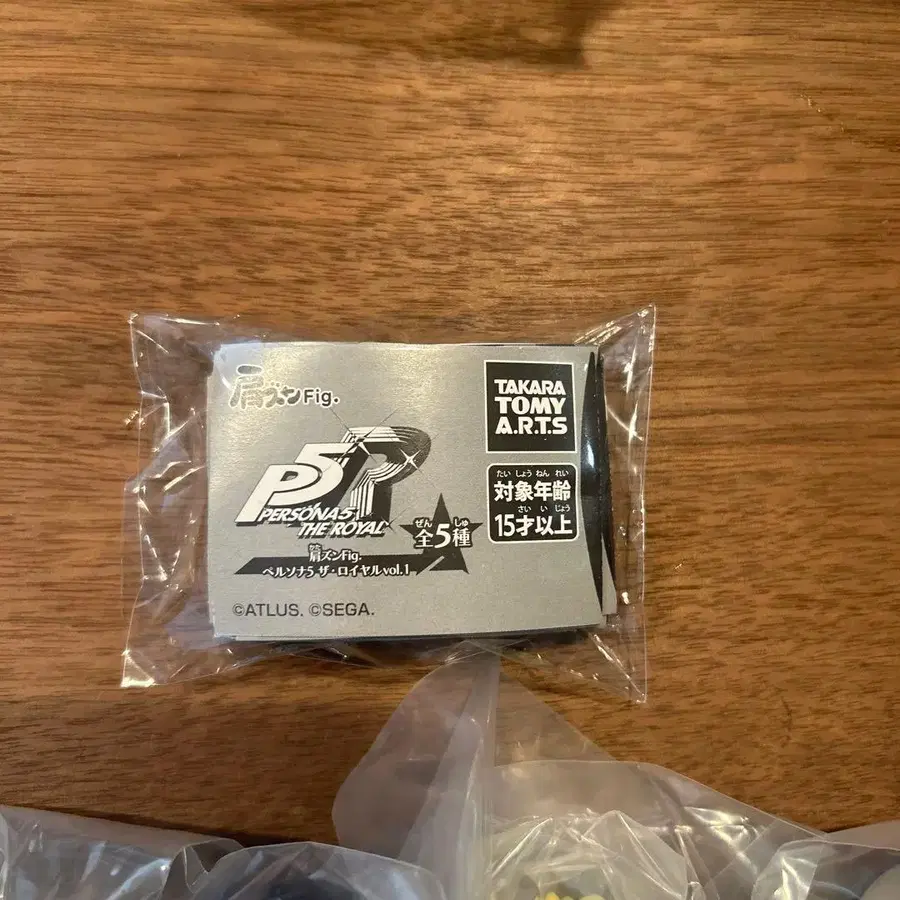 肩ズンFig.
P5R
PERSONA5
THE ROYAL
ぜん しゅ
全5種
かた
肩ズンFig.
ペルソナ5 ザ・ロイヤルvol.1
©ATLUS. ©SEGA.
TAKARA
TOMY
A.R.T.S
たい しょう ねん れい
対象年齢
さい い じょう
15才以上